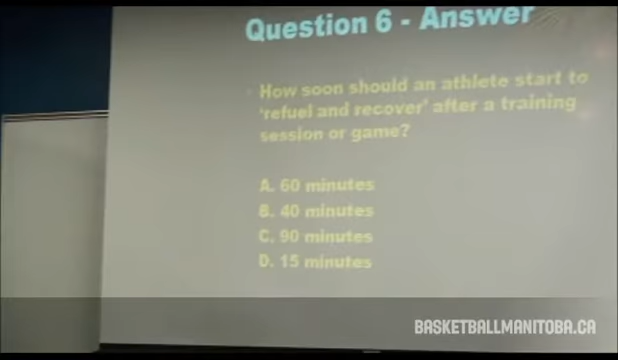 Question 6 - Answer
How soon should an athlete start to
'refuel and recover' after a training
session or game?
A. 60 minutes
B. 40 minutes
C. 90 minutes
D. 15 minutes
BASKETBALLMANITOBA.CA